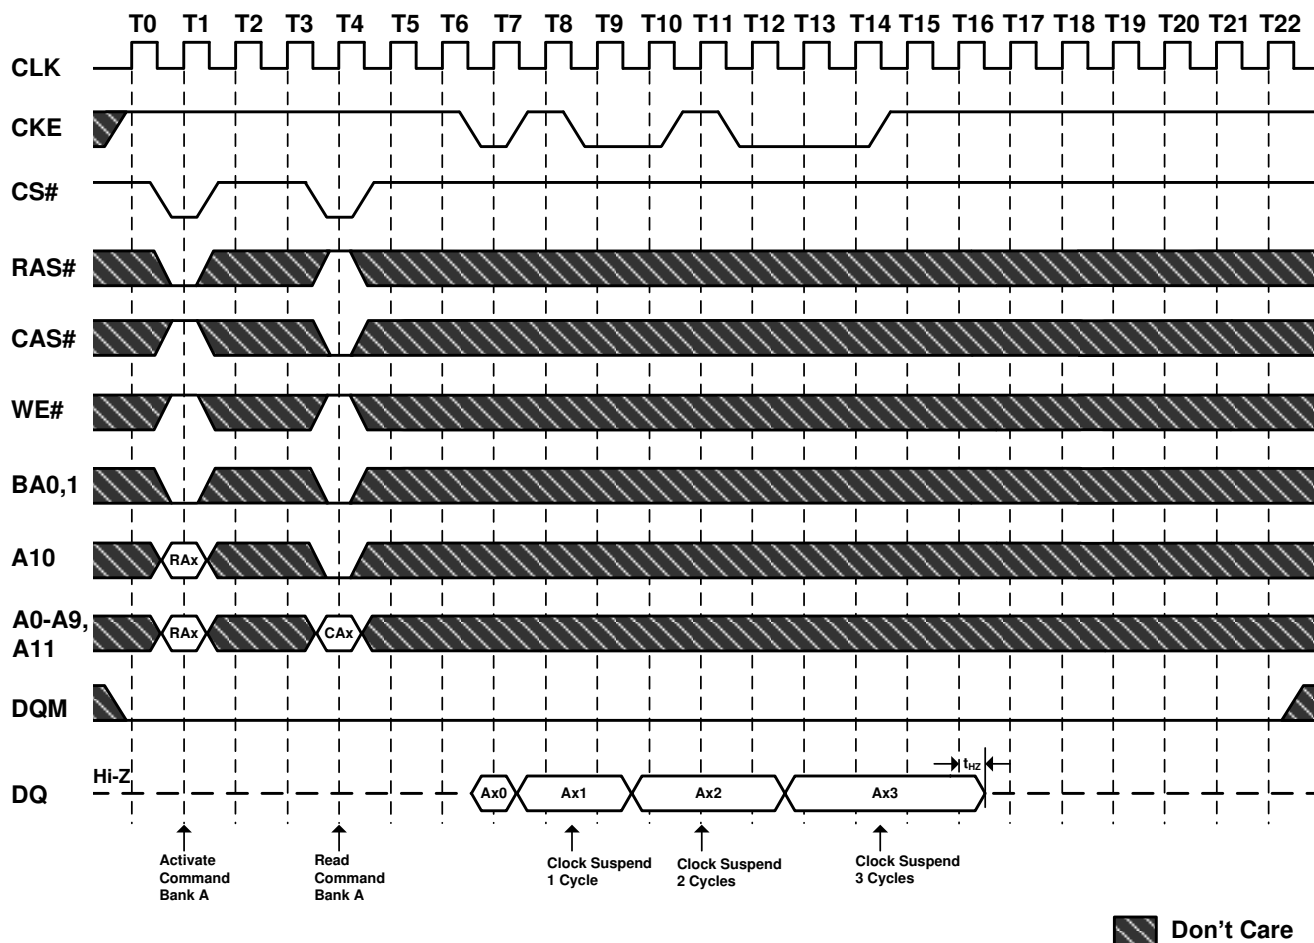 T0 T1 T2 T3 T4 T5 T6 T7 T8 T9 T10 T11 T12 T13 T14 T15 T16 T17 T18 T19 T20 T21 T22
CLK
CKE
CS#
RAS#
CAS#
WE#
BA0,1
A10 RAx
A0-A9,
A11
RAx CAx
DQM
tHZ
Hi-Z
DQ Ax0 Ax1 Ax2 Ax3
Activate
Command
Bank A
Read
Command
Bank A
Clock Suspend
1 Cycle
Clock Suspend
2 Cycles
Clock Suspend
3 Cycles
Don't Care